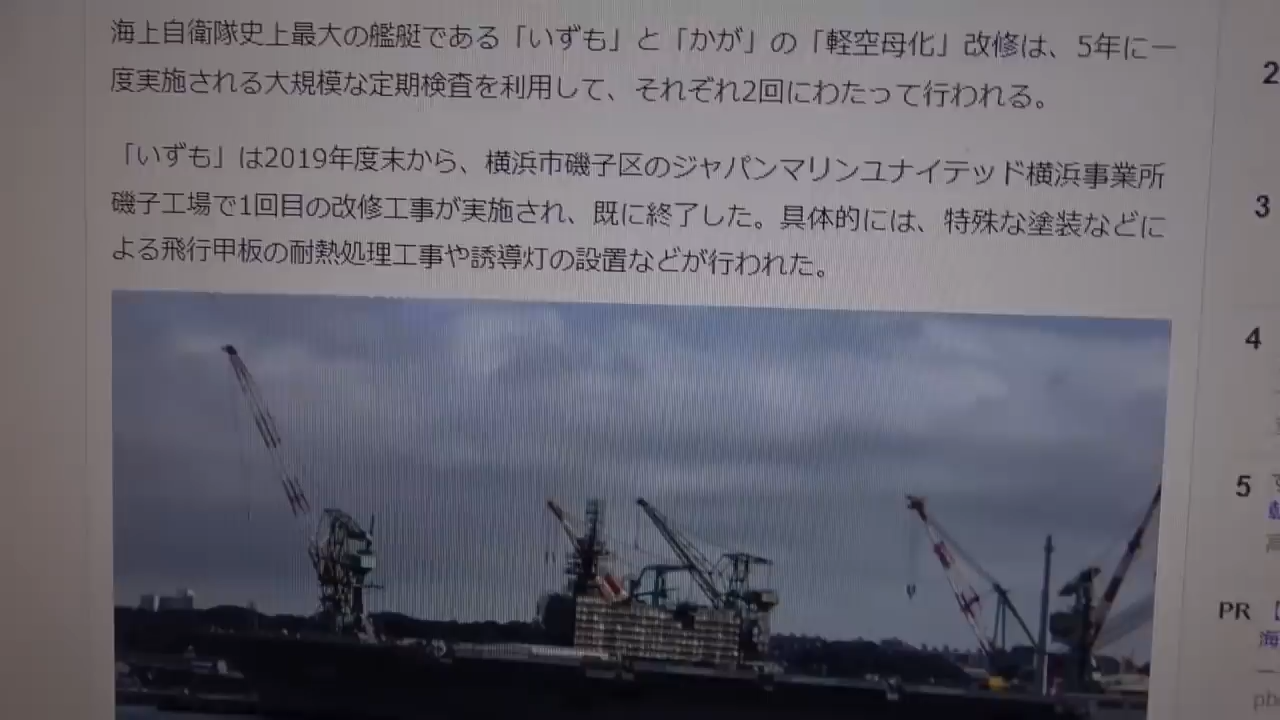 海上自衛隊史上最大の艦艇である「いずも」と「かが」の「軽空母化」改修は、5年に一
度実施される大規模な定期検査を利用して、それぞれ2回にわたって行われる。
「いずも」は2019年度末から、横浜市磯子区のジャパンマリンユナイテッド横浜事業所
磯子工場で1回目の改修工事が実施され、既に終了した。具体的には、特殊な塗装などに
よる飛行甲板の耐熱処理工事や誘導灯の設置などが行われた。
2
3
4
5
高
PR
海
pb